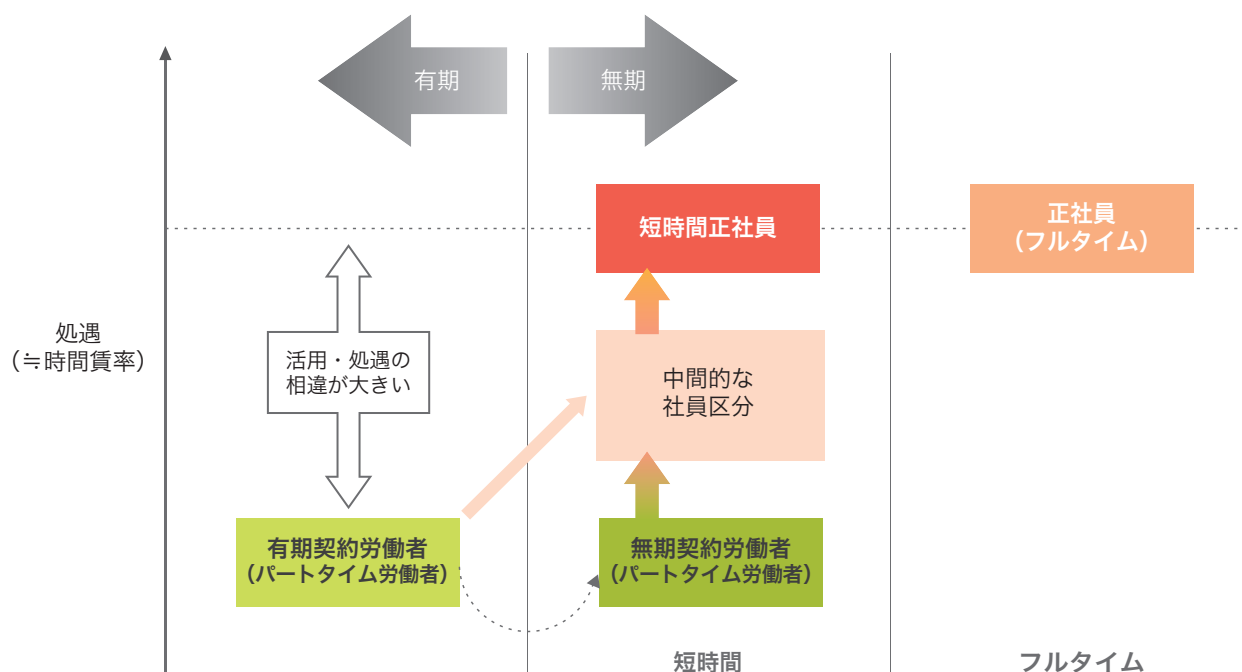 有期
無期
短時間正社員
正社員
（フルタイム）
処遇
（≒時間賃率）
活用・処遇の
相違が大きい
中間的な
社員区分
有期契約労働者
（パートタイム労働者）
無期契約労働者
（パートタイム労働者）
短時間
フルタイム